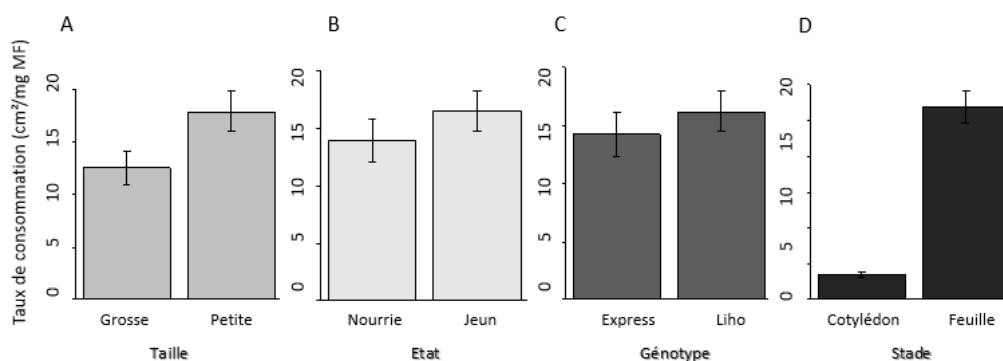 A
B
C
D
Taux de consommation (cm²/mg MF)
20
15
10
5
0
20
15
10
5
0
20
15
10
5
0
20
15
10
5
0
Grosse Petite
Nourrie Jeun
Express Liho
Cotylédon Feuille
Taille
Etat
Génotype
Stade